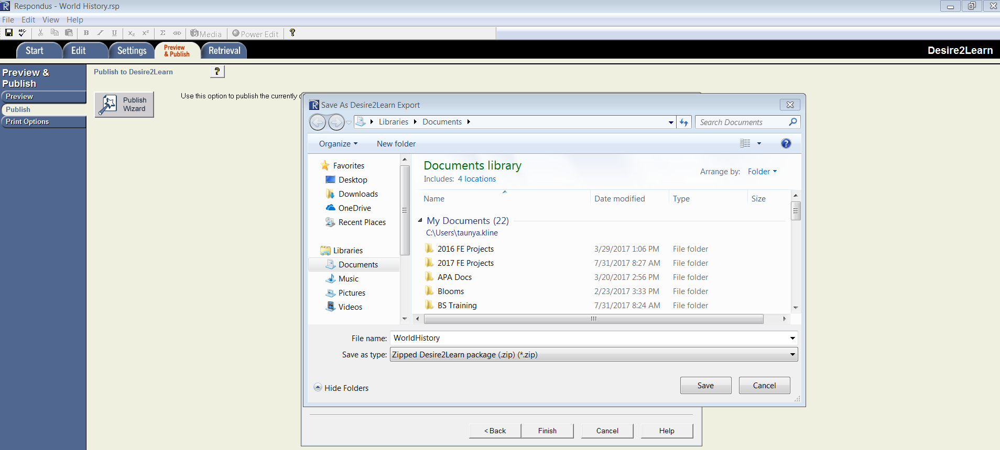 Respondus - World History.rsp
File Edit View Help
ABC B I U X₂ X² Σ <H> Media Power Edit ?
Start Edit Settings Preview & Publish Retrieval Desire2Learn
Preview & Publish
Preview
Publish
Print Options
Publish to Desire2Learn ?
Publish Wizard
Use this option to publish the currently
Save As Desire2Learn Export
Libraries Documents Search Documents
Organize New folder
Favorites
Desktop
Downloads
OneDrive
Recent Places
Libraries
Documents
Music
Pictures
Videos
Documents library
Includes: 4 locations
Arrange by: Folder
Name Date modified Type Size
My Documents (22)
C:\Users\taunya.kline
2016 FE Projects 3/29/2017 1:06 PM File folder
2017 FE Projects 7/31/2017 8:27 AM File folder
APA Docs 3/20/2017 2:56 PM File folder
Blooms 2/23/2017 3:33 PM File folder
BS Training 7/31/2017 8:24 AM File folder
File name: WorldHistory
Save as type: Zipped Desire2Learn package (.zip) (*.zip)
Hide Folders
Save Cancel
< Back Finish Cancel Help